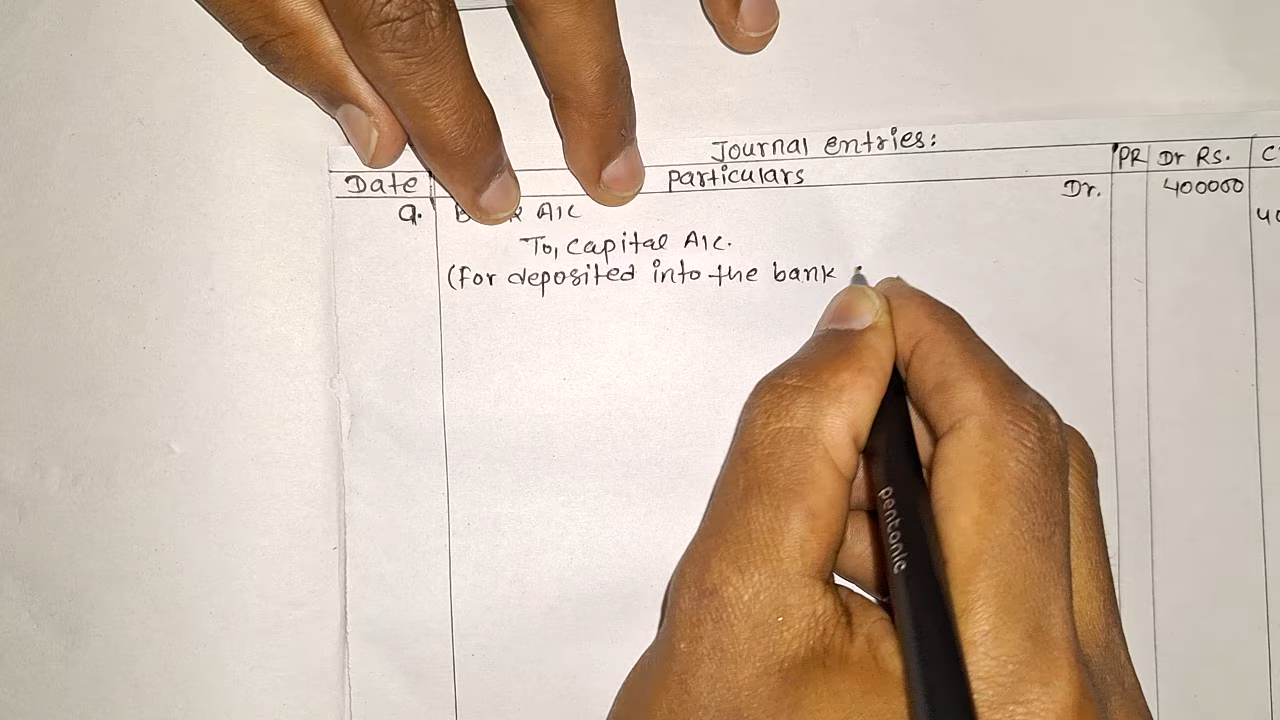 Journal entries:
Date particulars PR Dr Rs.
a. A/C Dr. 400000
To, capital A/C.
(for deposited into the bank
pentonic